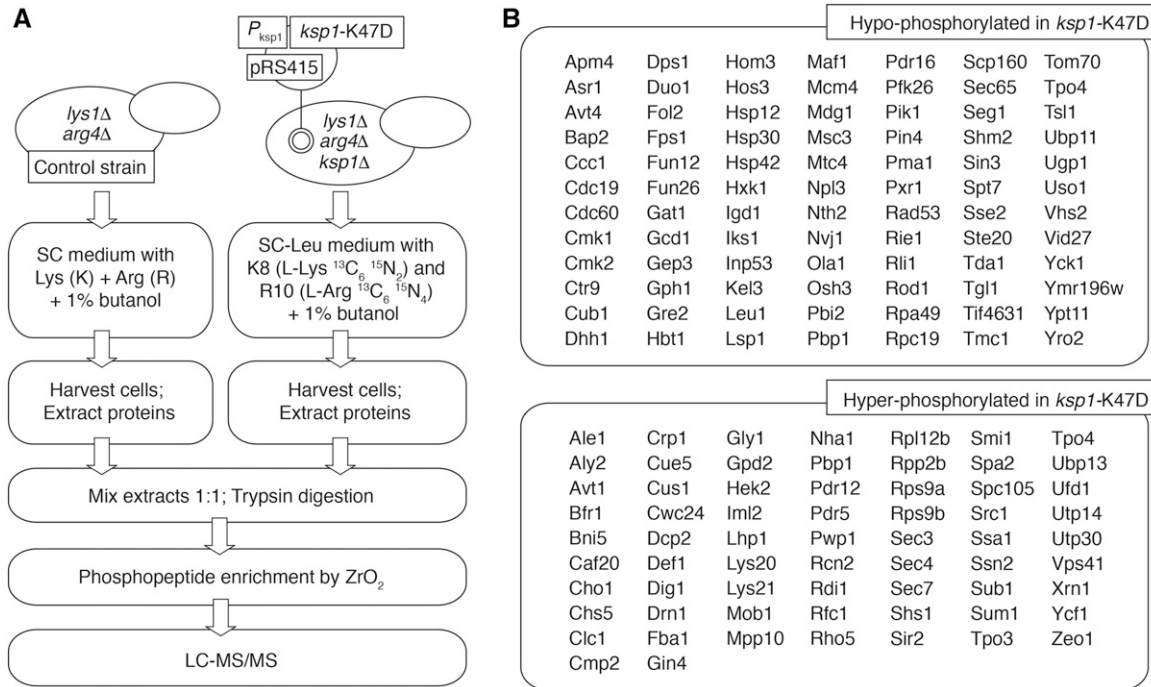 A
P_ksp1 ksp1-K47D
pRS415
lys1Δ
arg4Δ
Control strain
lys1Δ
arg4Δ
ksp1Δ
SC medium with
Lys (K) + Arg (R)
+ 1% butanol
SC-Leu medium with
K8 (L-Lys ¹³C₆ ¹⁵N₂) and
R10 (L-Arg ¹³C₆ ¹⁵N₄)
+ 1% butanol
Harvest cells;
Extract proteins
Harvest cells;
Extract proteins
Mix extracts 1:1; Trypsin digestion
Phosphopeptide enrichment by ZrO₂
LC-MS/MS
B
Hypo-phosphorylated in ksp1-K47D
Apm4 Dps1 Hom3 Maf1 Pdr16 Scp160 Tom70
Asr1 Duo1 Hos3 Mcm4 Pfk26 Sec65 Tpo4
Avt4 Fol2 Hsp12 Mdg1 Pik1 Seg1 Tsl1
Bap2 Fps1 Hsp30 Msc3 Pin4 Shm2 Ubp11
Ccc1 Fun12 Hsp42 Mtc4 Pma1 Sin3 Ugp1
Cdc19 Fun26 Hxk1 Npl3 Pxr1 Spt7 Uso1
Cdc60 Gat1 Igd1 Nth2 Rad53 Sse2 Vhs2
Cmk1 Gcd1 Iks1 Nvj1 Rie1 Ste20 Vid27
Cmk2 Gep3 Inp53 Ola1 Rli1 Tda1 Yck1
Ctr9 Gph1 Kel3 Osh3 Rod1 Tgl1 Ymr196w
Cub1 Gre2 Leu1 Pbi2 Rpa49 Tif4631 Ypt11
Dhh1 Hbt1 Lsp1 Pbp1 Rpc19 Tmc1 Yro2
Hyper-phosphorylated in ksp1-K47D
Ale1 Crp1 Gly1 Nha1 Rpl12b Smi1 Tpo4
Aly2 Cue5 Gpd2 Pbp1 Rpp2b Spa2 Ubp13
Avt1 Cus1 Hek2 Pdr12 Rps9a Spc105 Ufd1
Bfr1 Cwc24 Iml2 Pdr5 Rps9b Src1 Utp14
Bni5 Dcp2 Lhp1 Pwp1 Sec3 Ssa1 Utp30
Caf20 Def1 Lys20 Rcn2 Sec4 Ssn2 Vps41
Cho1 Dig1 Lys21 Rdi1 Sec7 Sub1 Xrn1
Chs5 Drn1 Mob1 Rfc1 Shs1 Sum1 Ycf1
Clc1 Fba1 Mpp10 Rho5 Sir2 Tpo3 Zeo1
Cmp2 Gin4